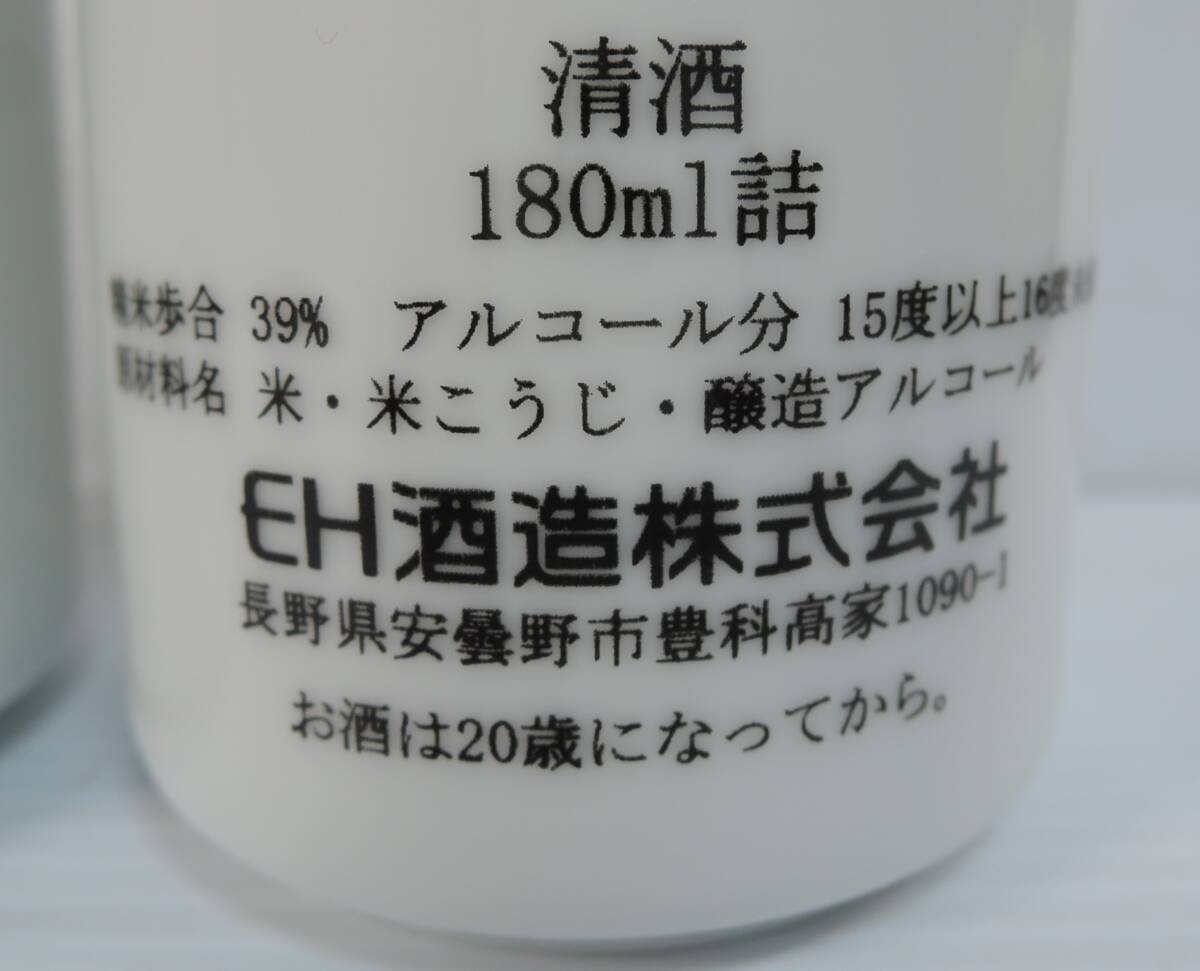 清酒
180ml詰
精米歩合 39% アルコール分 15度以上16度未満
原材料名 米・米こうじ・醸造アルコール
EH酒造株式会社
長野県安曇野市豊科高家1090-1
お酒は20歳になってから。